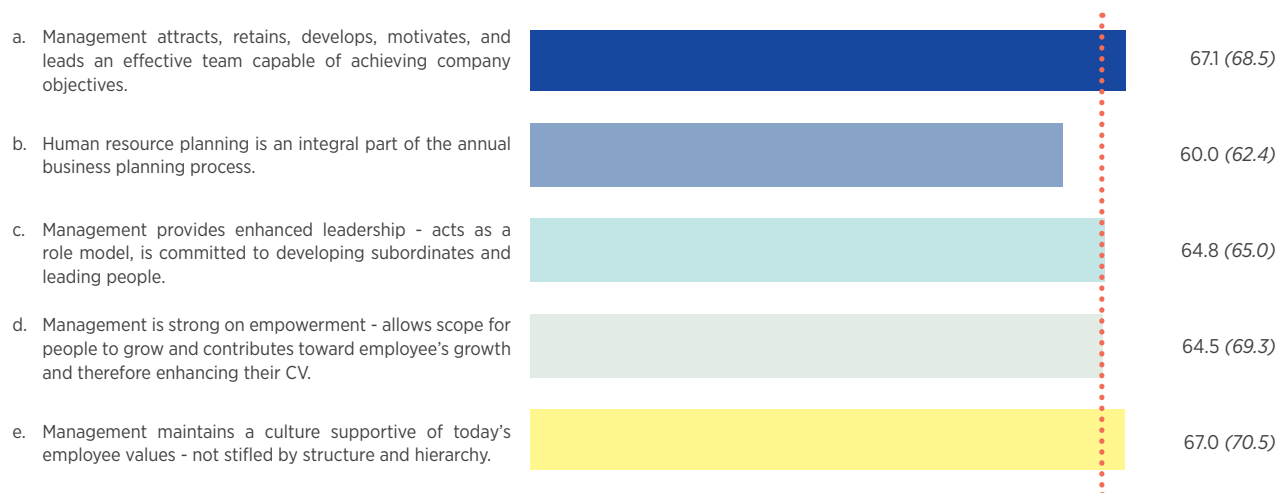 a. Management attracts, retains, develops, motivates, and
leads an effective team capable of achieving company
objectives.
67.1 (68.5)
b. Human resource planning is an integral part of the annual
business planning process.
60.0 (62.4)
c. Management provides enhanced leadership - acts as a
role model, is committed to developing subordinates and
leading people.
64.8 (65.0)
d. Management is strong on empowerment - allows scope for
people to grow and contributes toward employee's growth
and therefore enhancing their CV.
64.5 (69.3)
e. Management maintains a culture supportive of today's
employee values - not stifled by structure and hierarchy.
67.0 (70.5)